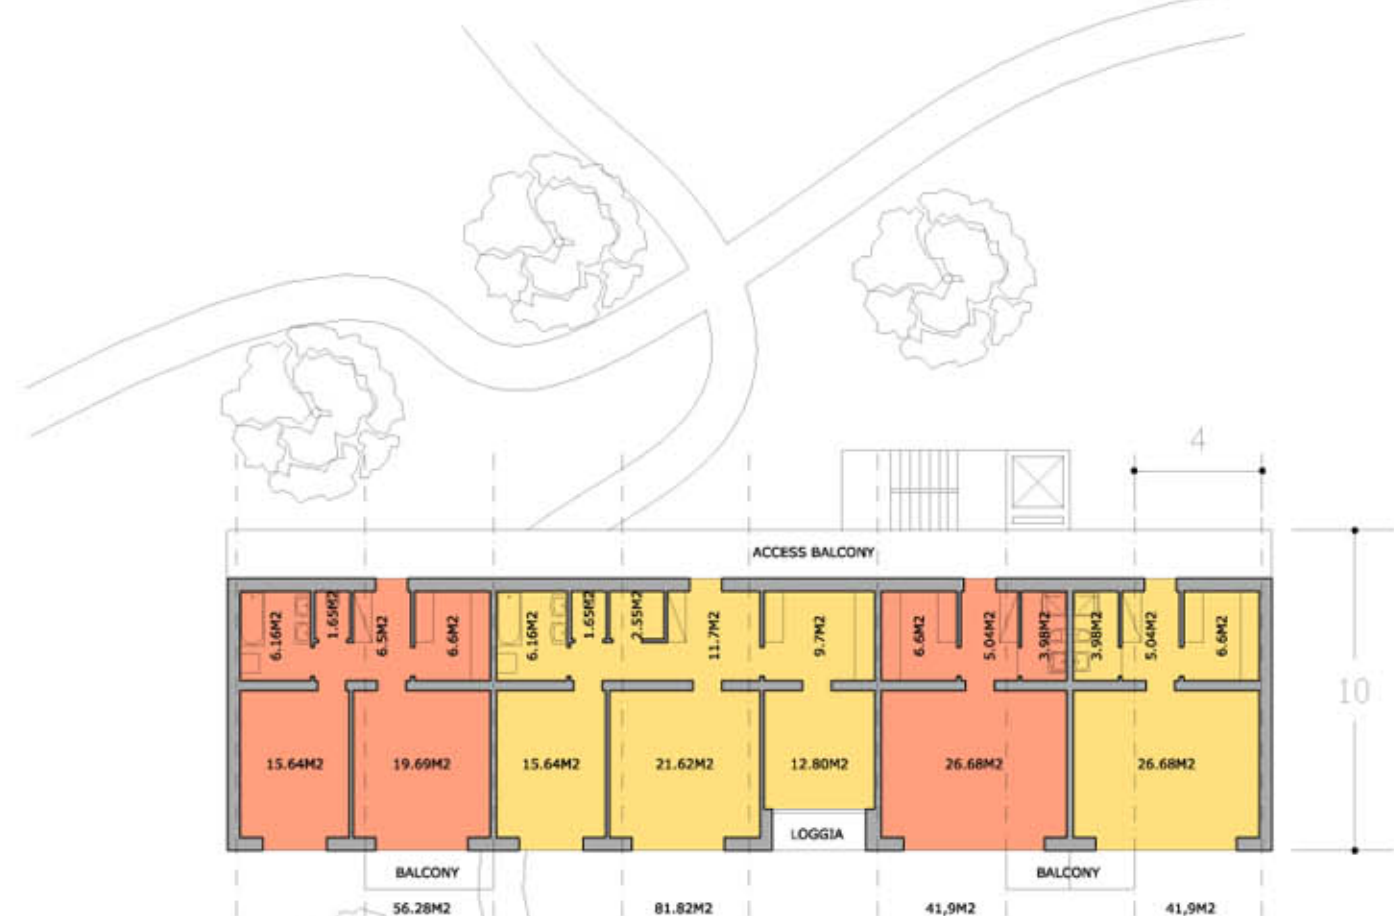 4
ACCESS BALCONY
10
6.16M2
1.65M2
6.5M2
6.6M2
6.16M2
1.65M2
2.55M2
11.7M2
9.7M2
6.6M2
5.04M2
3.98M2
3.98M2
5.04M2
6.6M2
15.64M2
19.69M2
15.64M2
21.62M2
12.80M2
26.68M2
26.68M2
LOGGIA
BALCONY
BALCONY
56.28M2
81.82M2
41,9M2
41,9M2